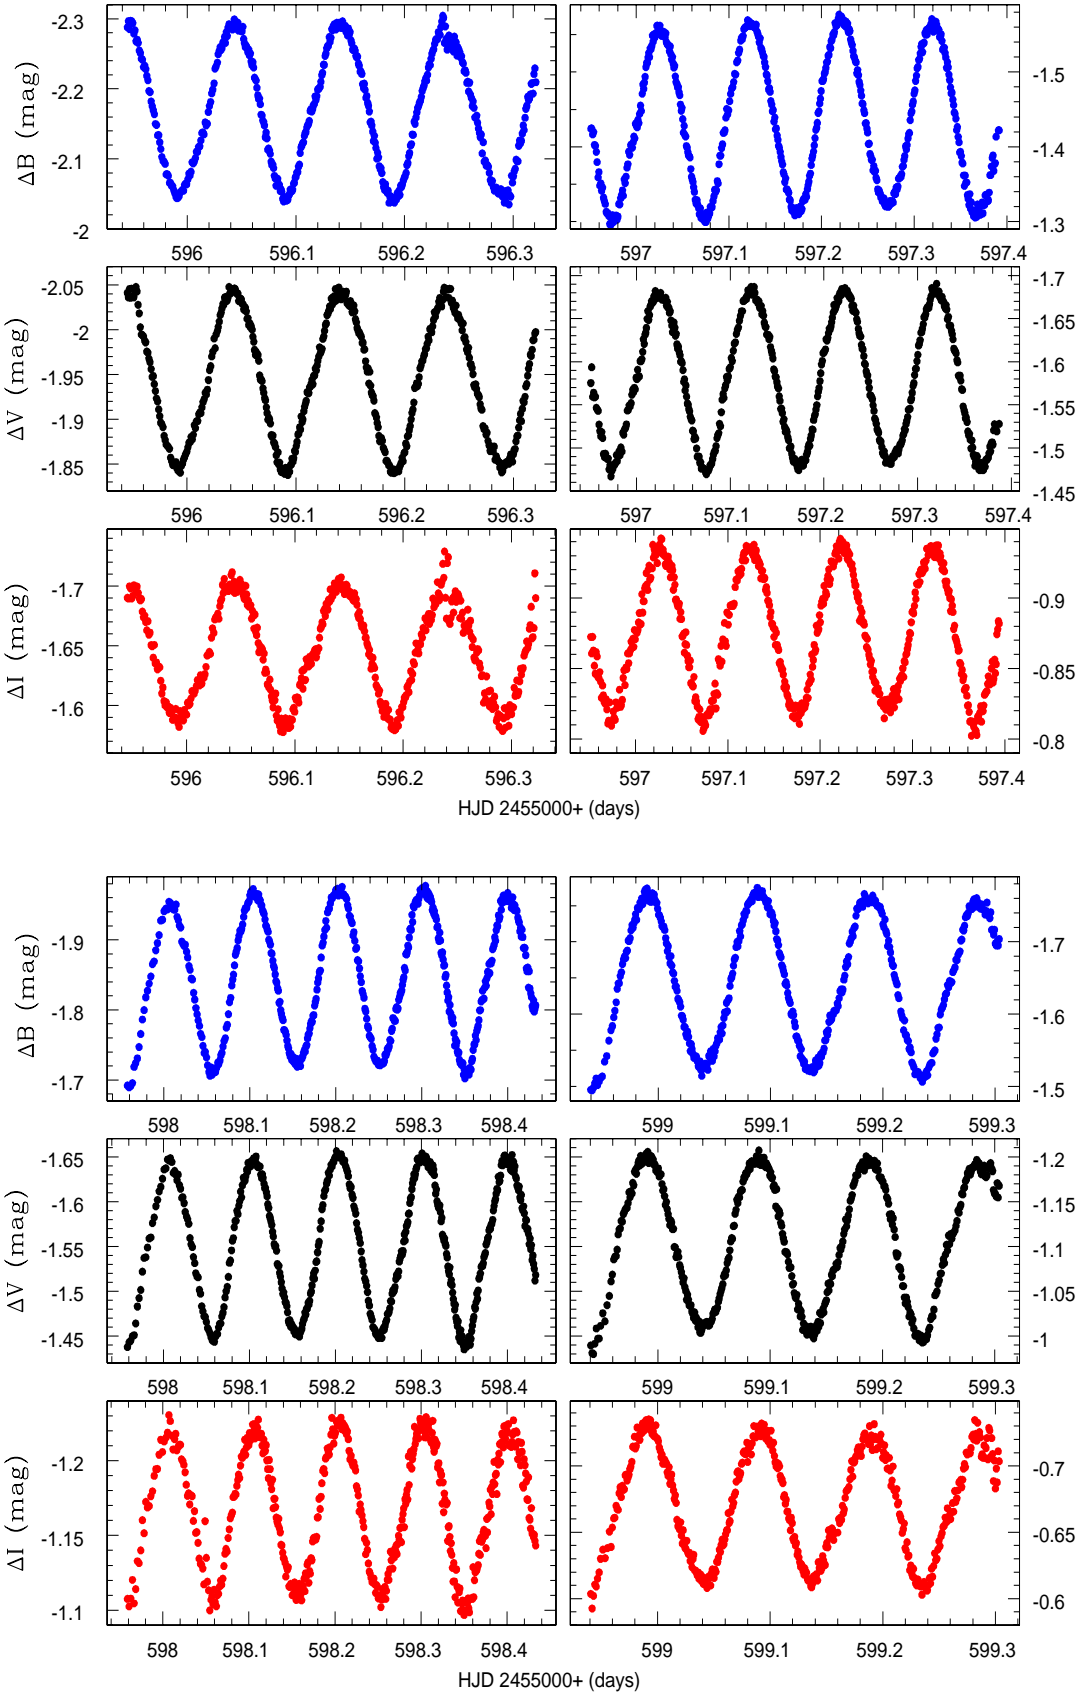 -2.3
-2.2
-2.1
-2
ΔB (mag)
596 596.1 596.2 596.3
-1.5
-1.4
-1.3
597 597.1 597.2 597.3 597.4
-2.05
-2
-1.95
-1.9
-1.85
ΔV (mag)
596 596.1 596.2 596.3
-1.7
-1.65
-1.6
-1.55
-1.5
-1.45
597 597.1 597.2 597.3 597.4
-1.7
-1.65
-1.6
ΔI (mag)
596 596.1 596.2 596.3
-0.9
-0.85
-0.8
597 597.1 597.2 597.3 597.4
HJD 2455000+ (days)
-1.9
-1.8
-1.7
ΔB (mag)
598 598.1 598.2 598.3 598.4
-1.7
-1.6
-1.5
599 599.1 599.2 599.3
-1.65
-1.6
-1.55
-1.5
-1.45
ΔV (mag)
598 598.1 598.2 598.3 598.4
-1.2
-1.15
-1.1
-1.05
-1
599 599.1 599.2 599.3
-1.2
-1.15
-1.1
ΔI (mag)
598 598.1 598.2 598.3 598.4
-0.7
-0.65
-0.6
599 599.1 599.2 599.3
HJD 2455000+ (days)